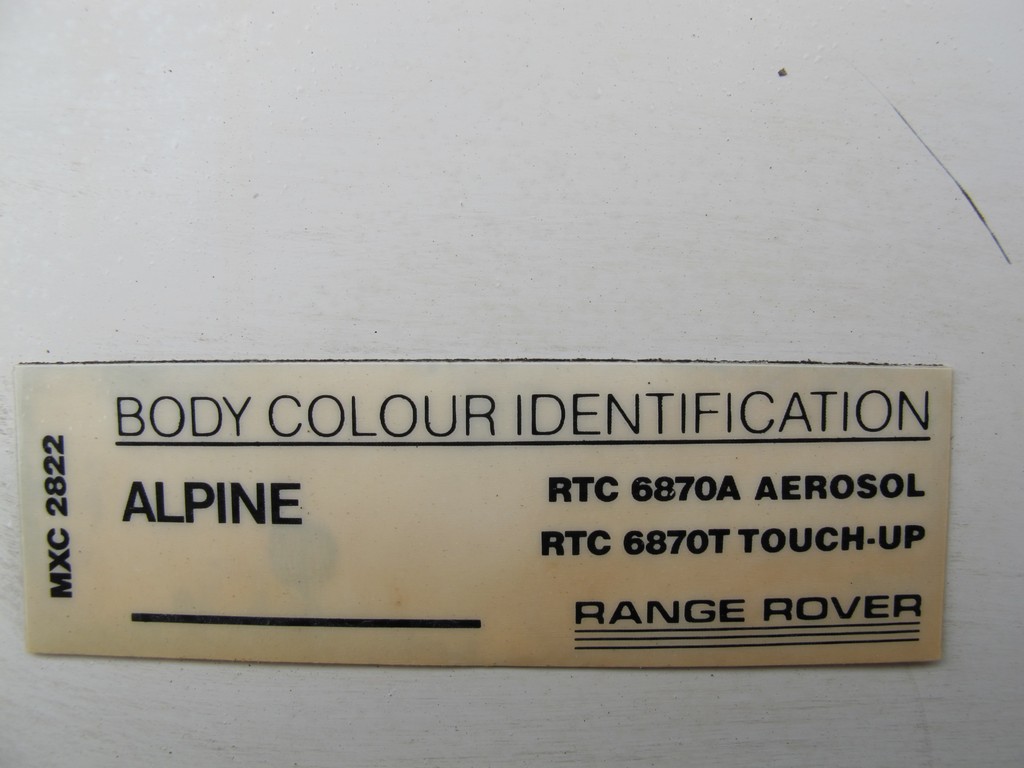 BODY COLOUR IDENTIFICATION
MXC 2822
ALPINE
RTC 6870A AEROSOL
RTC 6870T TOUCH-UP
RANGE ROVER